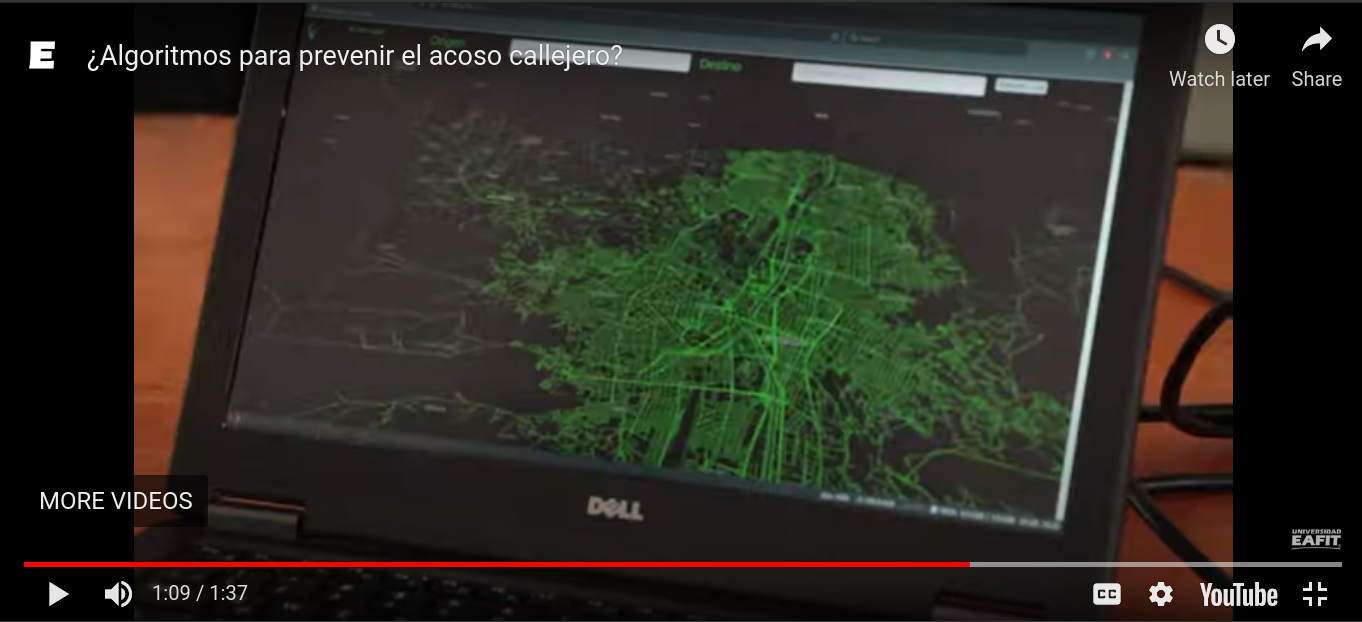 ¿Algoritmos para prevenir el acoso callejero?
Watch later
Share
Origen
Destino
MORE VIDEOS
DELL
UNIVERSIDAD
EAFIT
1:09 / 1:37
CC
YouTube